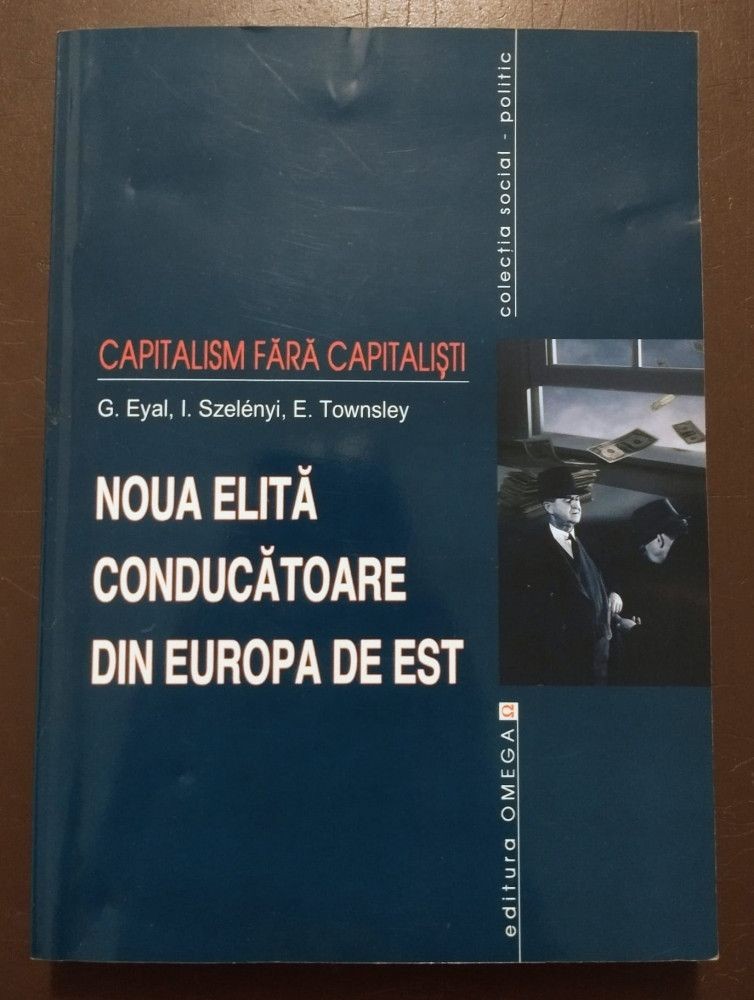 colecția social - politic
CAPITALISM FĂRĂ CAPITALIȘTI
G. Eyal, I. Szelényi, E. Townsley
NOUA ELITĂ
CONDUCĂTOARE
DIN EUROPA DE EST
editura OMEGA Ω